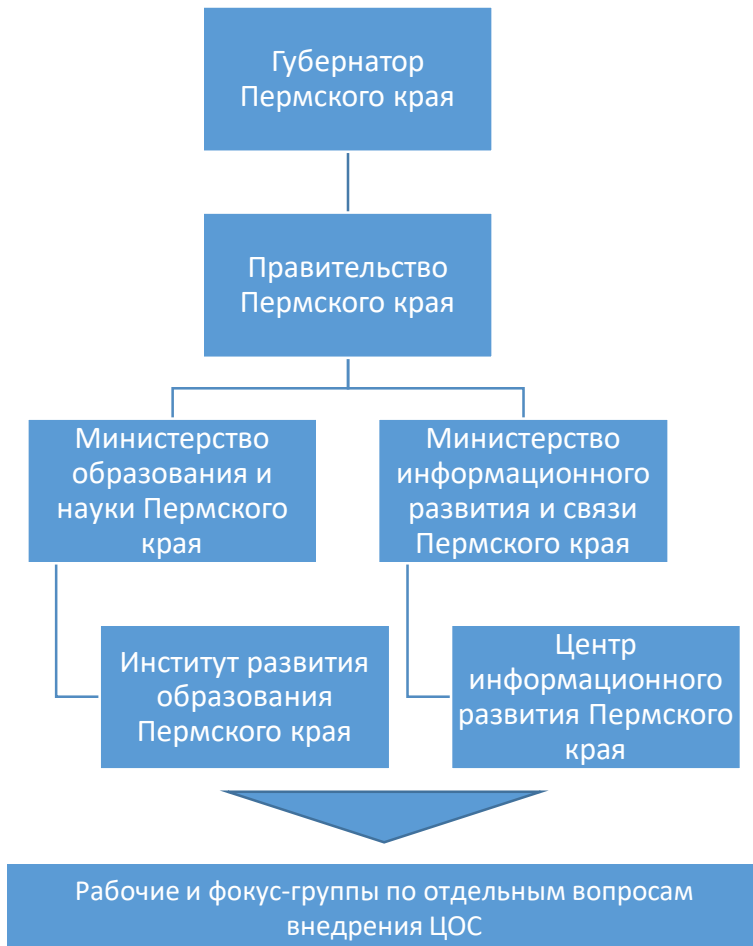 Губернатор
Пермского края
Правительство
Пермского края
Министерство
образования и
науки Пермского
края
Министерство
информационного
развития и связи
Пермского края
Институт развития
образования
Пермского края
Центр
информационного
развития Пермского
края
Рабочие и фокус-группы по отдельным вопросам
внедрения ЦОС